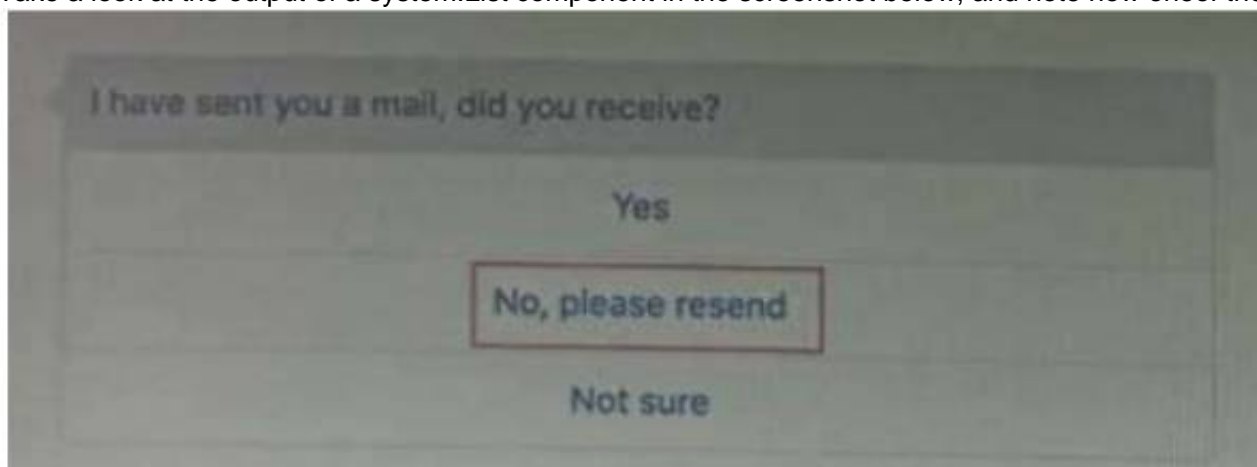 I have sent you a mail, did you receive?
Yes
No, please resend
Not sure